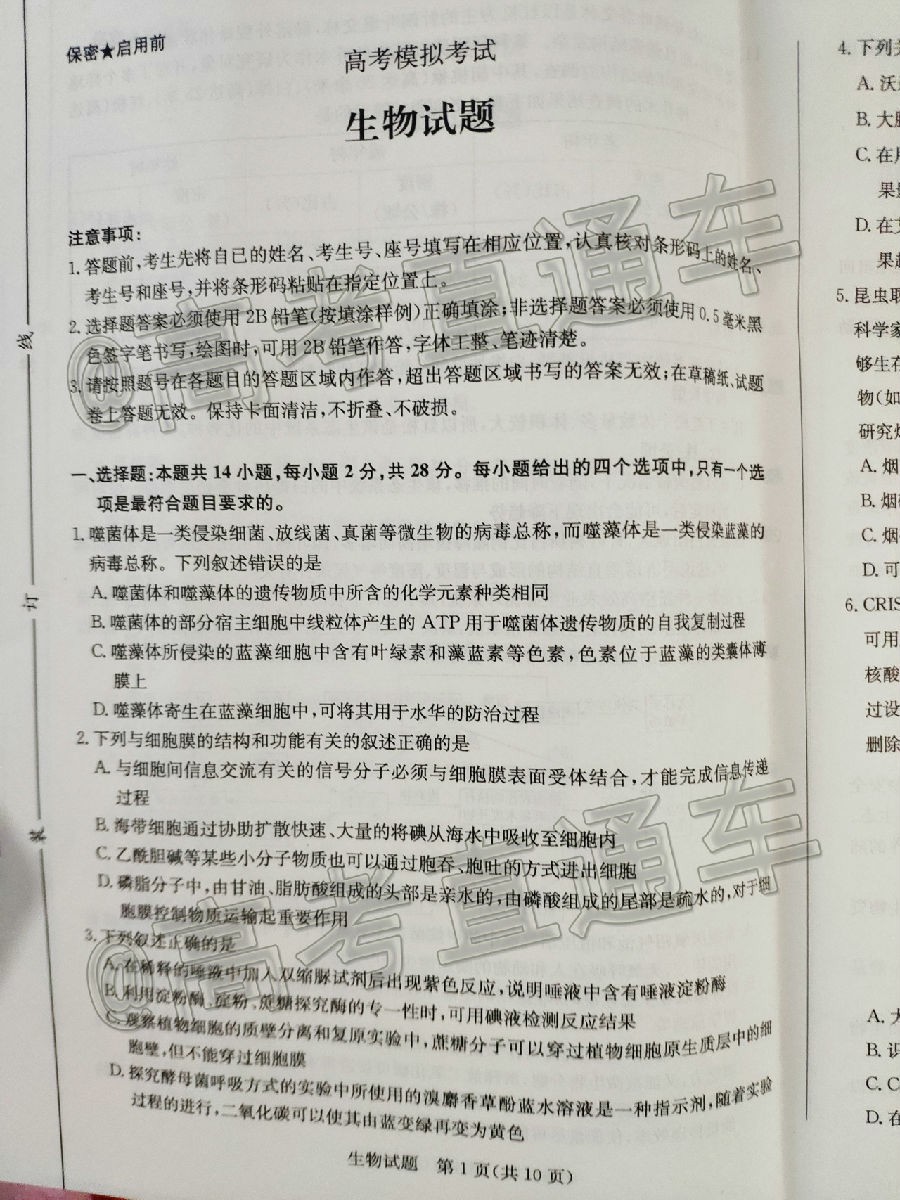 保密★启用前
高考模拟考试
生物试题
注意事项:
1. 答题前,考生先将自已的姓名、考生号、座号填写在相应位置,认真核对条形码上的姓名、
考生号和座号,并将条形码粘贴在指定位置上。
2. 选择题答案必须使用 2B 铅笔(按填涂样例)正确填涂;非选择题答案必须使用 0.5 毫米黑
色签字笔书写,绘图时,可用 2B 铅笔作答,字体工整、笔迹清楚。
3. 请按照题号在各题目的答题区域内作答,超出答题区域书写的答案无效;在草稿纸、试题
卷上答题无效。保持卡面清洁,不折叠、不破损。
一、选择题:本题共 14 小题,每小题 2 分,共 28 分。每小题给出的四个选项中,只有一个选
项是最符合题目要求的。
1. 噬菌体是一类侵染细菌、放线菌、真菌等微生物的病毒总称,而噬藻体是一类侵染蓝藻的
病毒总称。下列叙述错误的是
A. 噬菌体和噬藻体的遗传物质中所含的化学元素种类相同
B. 噬菌体的部分宿主细胞中线粒体产生的 ATP 用于噬菌体遗传物质的自我复制过程
C. 噬藻体所侵染的蓝藻细胞中含有叶绿素和藻蓝素等色素,色素位于蓝藻的类囊体薄
膜上
D. 噬藻体寄生在蓝藻细胞中,可将其用于水华的防治过程
2. 下列与细胞膜的结构和功能有关的叙述正确的是
A. 与细胞间信息交流有关的信号分子必须与细胞膜表面受体结合,才能完成信息传递
过程
B. 海带细胞通过协助扩散快速、大量的将碘从海水中吸收至细胞内
C. 乙酰胆碱等某些小分子物质也可以通过胞吞、胞吐的方式进出细胞
D. 磷脂分子中,由甘油、脂肪酸组成的头部是亲水的,由磷酸组成的尾部是疏水的,对于细
胞膜控制物质运输起重要作用
3. 下列叙述正确的是
A. 在稀释的唾液中加入双缩脲试剂后出现紫色反应,说明唾液中含有唾液淀粉酶
B. 利用淀粉酶、淀粉、蔗糖探究酶的专一性时,可用碘液检测反应结果
C. 观察植物细胞的质壁分离和复原实验中,蔗糖分子可以穿过植物细胞原生质层中的细
胞壁,但不能穿过细胞膜
D. 探究酵母菌呼吸方式的实验中所使用的溴麝香草酚蓝水溶液是一种指示剂,随着实验
过程的进行,二氧化碳可以使其由蓝变绿再变为黄色
生物试题 第 1 页(共 10 页)
线
订
装
4. 下列
A. 沃
B. 大
C. 在
果
D. 在
果
5. 昆虫取
科学家
够生存
物(如
研究
A. 烟
B. 烟
C. 烟
D. 可
6. CRIS
可用
核酸
过设
删除
A. 大
B. 识
C. C
D. 在
@高考直通车
@高考直通车